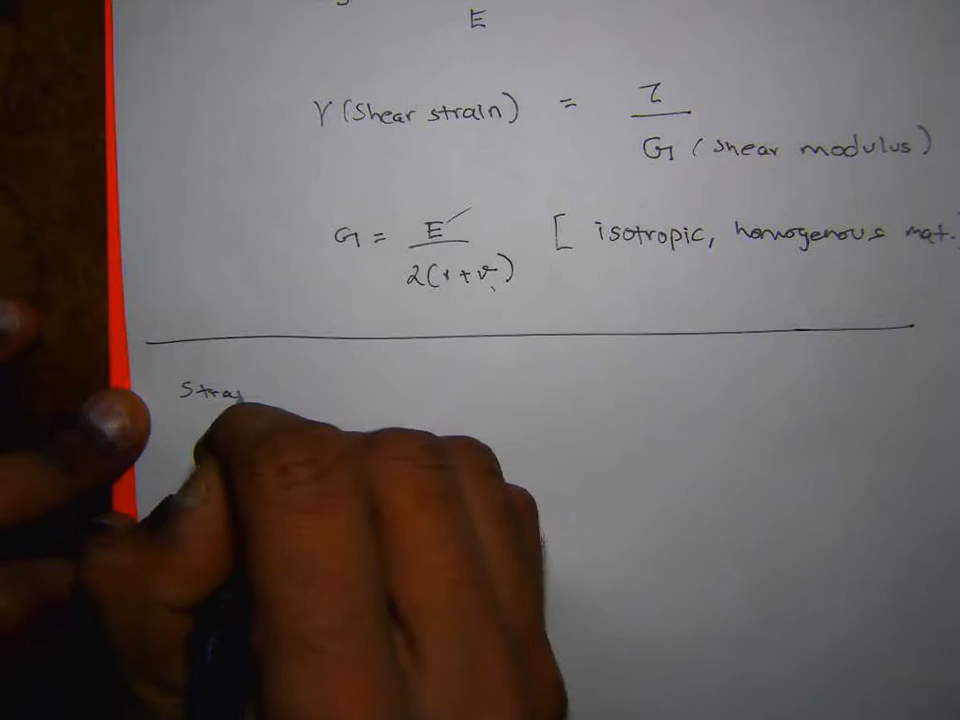 E
γ (Shear strain) = τ
G (shear modulus)
G = E
2(1+ν)
[ isotropic, homogenous mat.
Stra